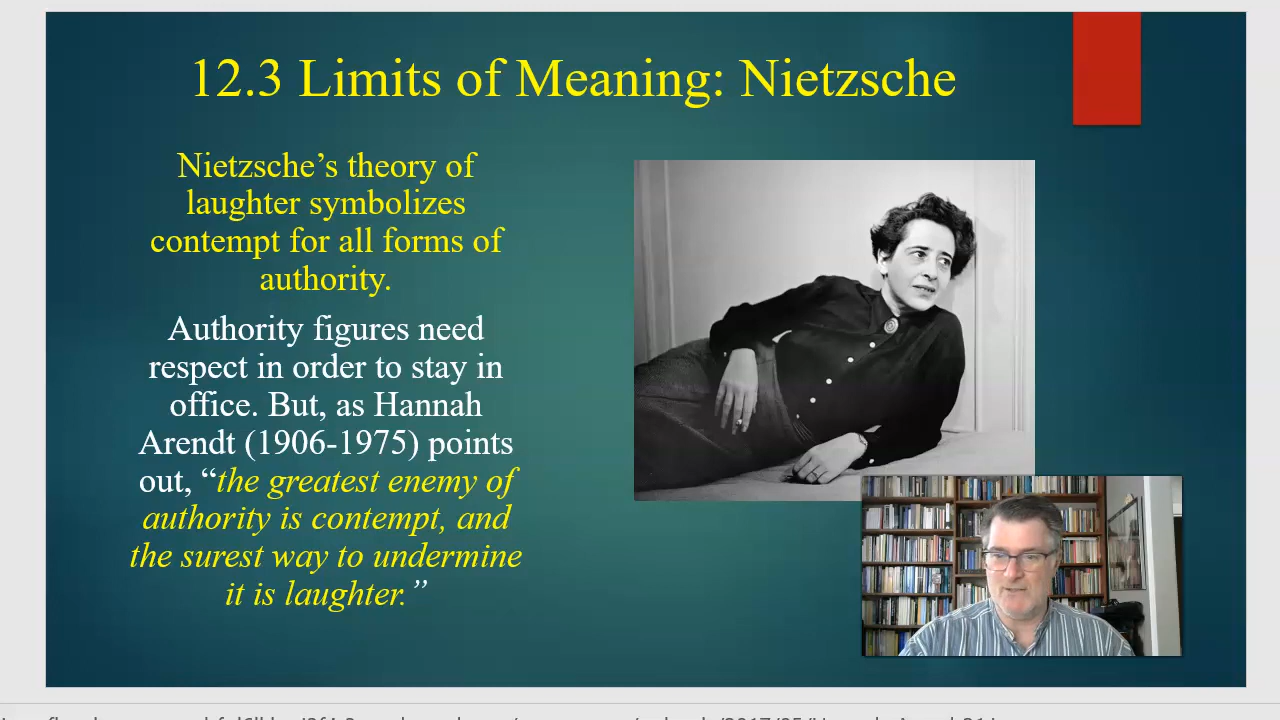 12.3 Limits of Meaning: Nietzsche
Nietzsche’s theory of
laughter symbolizes
contempt for all forms of
authority.
Authority figures need
respect in order to stay in
office. But, as Hannah
Arendt (1906-1975) points
out, “the greatest enemy of
authority is contempt, and
the surest way to undermine
it is laughter.”